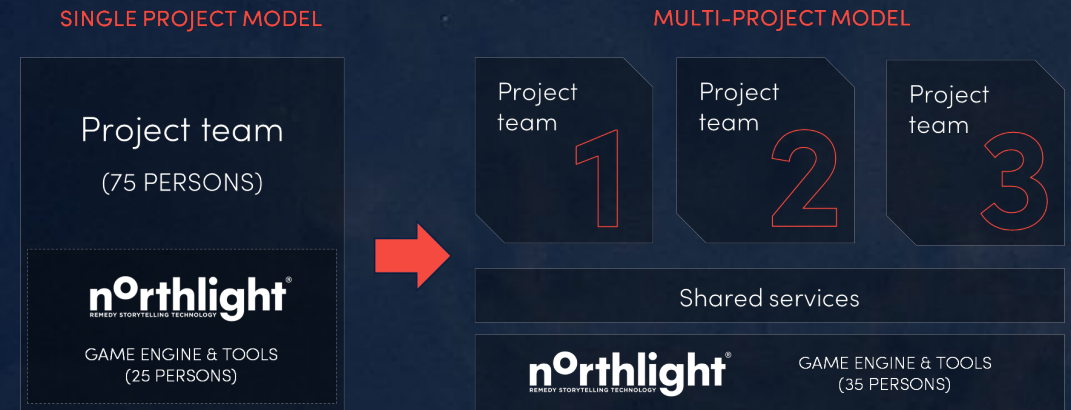 SINGLE PROJECT MODEL
Project team
(75 PERSONS)
northlight®
REMEDY STORYTELLING TECHNOLOGY
GAME ENGINE & TOOLS
(25 PERSONS)
MULTI-PROJECT MODEL
Project
team
1
Project
team
2
Project
team
3
Shared services
northlight®
REMEDY STORYTELLING TECHNOLOGY
GAME ENGINE & TOOLS
(35 PERSONS)